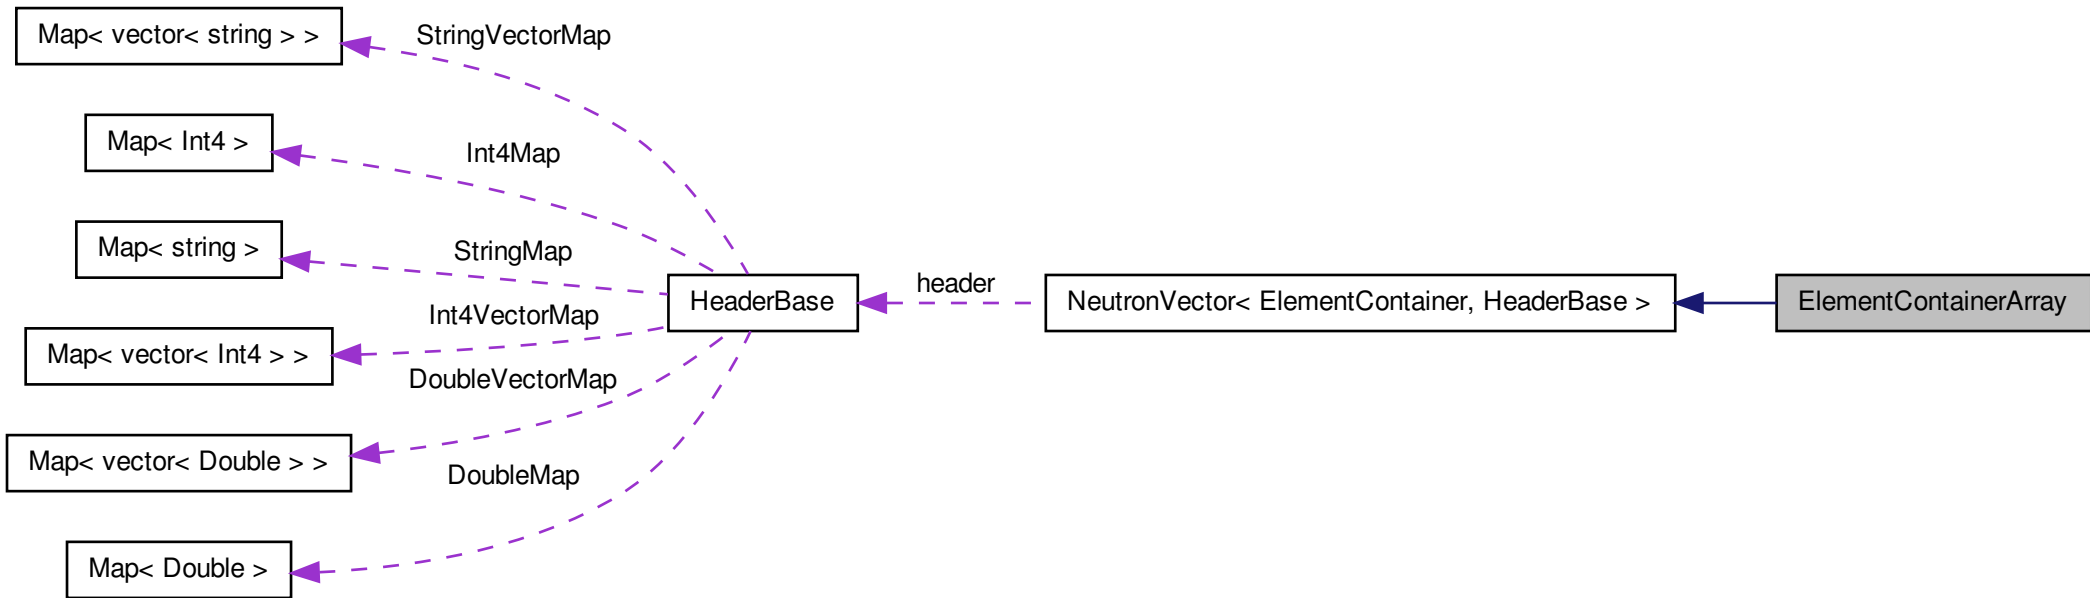 Map< vector< string > >
StringVectorMap
Map< Int4 >
Int4Map
Map< string >
StringMap
HeaderBase
header
NeutronVector< ElementContainer, HeaderBase >
ElementContainerArray
Int4VectorMap
Map< vector< Int4 > >
DoubleVectorMap
Map< vector< Double > >
DoubleMap
Map< Double >